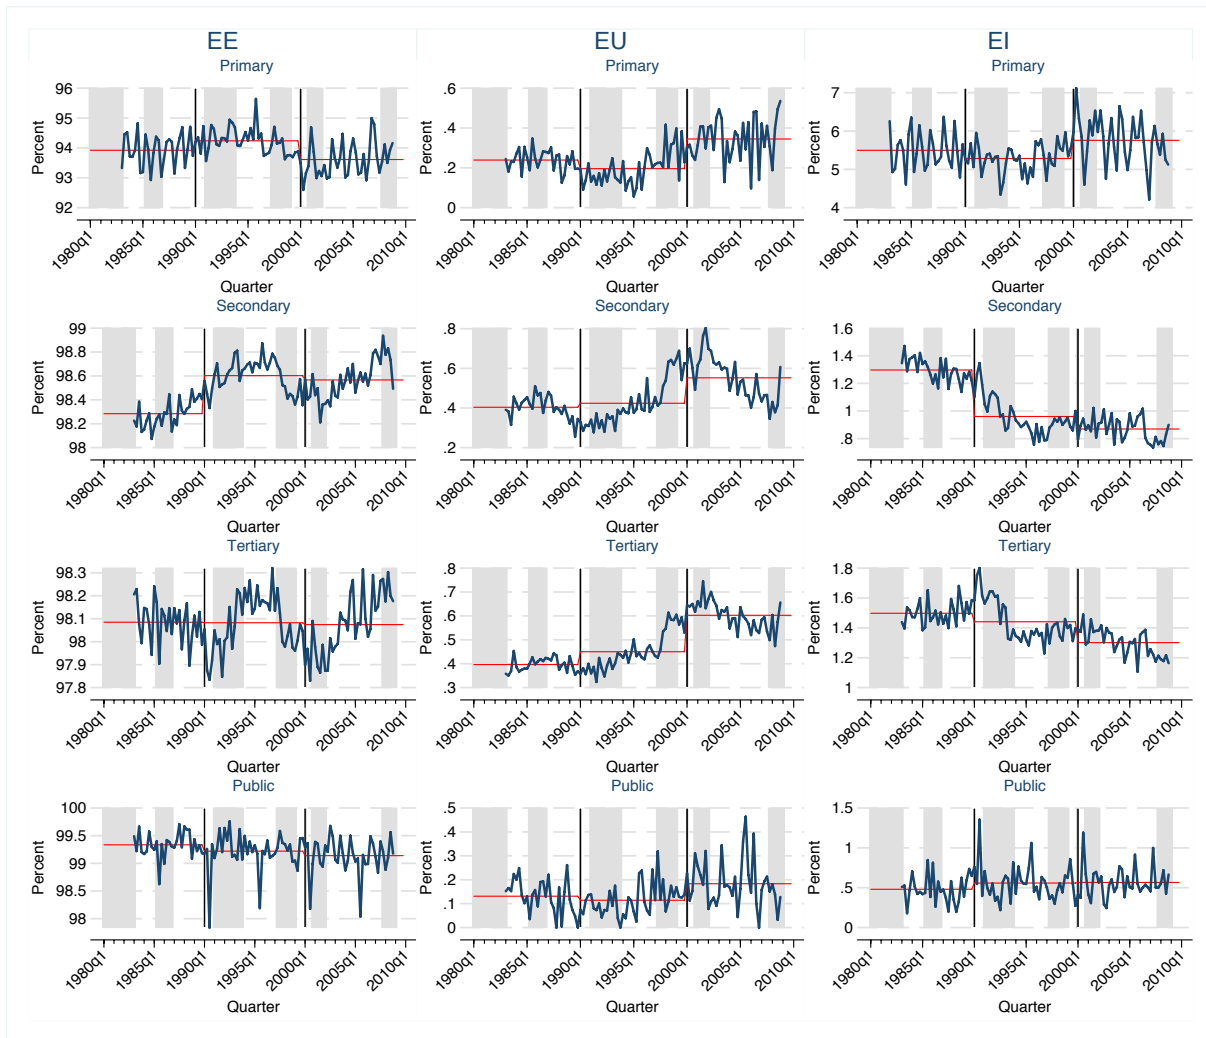 EE EU EI
Primary Primary Primary
96 95 94 93 92
Percent
1980q1 1985q1 1990q1 1995q1 2000q1 2005q1 2010q1
Quarter
.6 .4 .2 0
1980q1 1985q1 1990q1 1995q1 2000q1 2005q1 2010q1
Quarter
7 6 5 4
Percent
1980q1 1985q1 1990q1 1995q1 2000q1 2005q1 2010q1
Quarter
Percent
Secondary Secondary Secondary
99 98.8 98.6 98.4 98.2 98
Percent
1980q1 1985q1 1990q1 1995q1 2000q1 2005q1 2010q1
Quarter
.8 .6 .4 .2
Percent
1980q1 1985q1 1990q1 1995q1 2000q1 2005q1 2010q1
Quarter
1.6 1.4 1.2 1 .8
Percent
1980q1 1985q1 1990q1 1995q1 2000q1 2005q1 2010q1
Quarter
Tertiary Tertiary Tertiary
98.3 98.2 98.1 98 97.9 97.8
Percent
1980q1 1985q1 1990q1 1995q1 2000q1 2005q1 2010q1
Quarter
.8 .7 .6 .5 .4 .3
Percent
1980q1 1985q1 1990q1 1995q1 2000q1 2005q1 2010q1
Quarter
1.8 1.6 1.4 1.2 1
Percent
1980q1 1985q1 1990q1 1995q1 2000q1 2005q1 2010q1
Quarter
Public Public Public
100 99.5 99 98.5 98
Percent
1980q1 1985q1 1990q1 1995q1 2000q1 2005q1 2010q1
Quarter
.5 .4 .3 .2 .1 0
Percent
1980q1 1985q1 1990q1 1995q1 2000q1 2005q1 2010q1
Quarter
1.5 1 .5 0
Percent
1980q1 1985q1 1990q1 1995q1 2000q1 2005q1 2010q1
Quarter